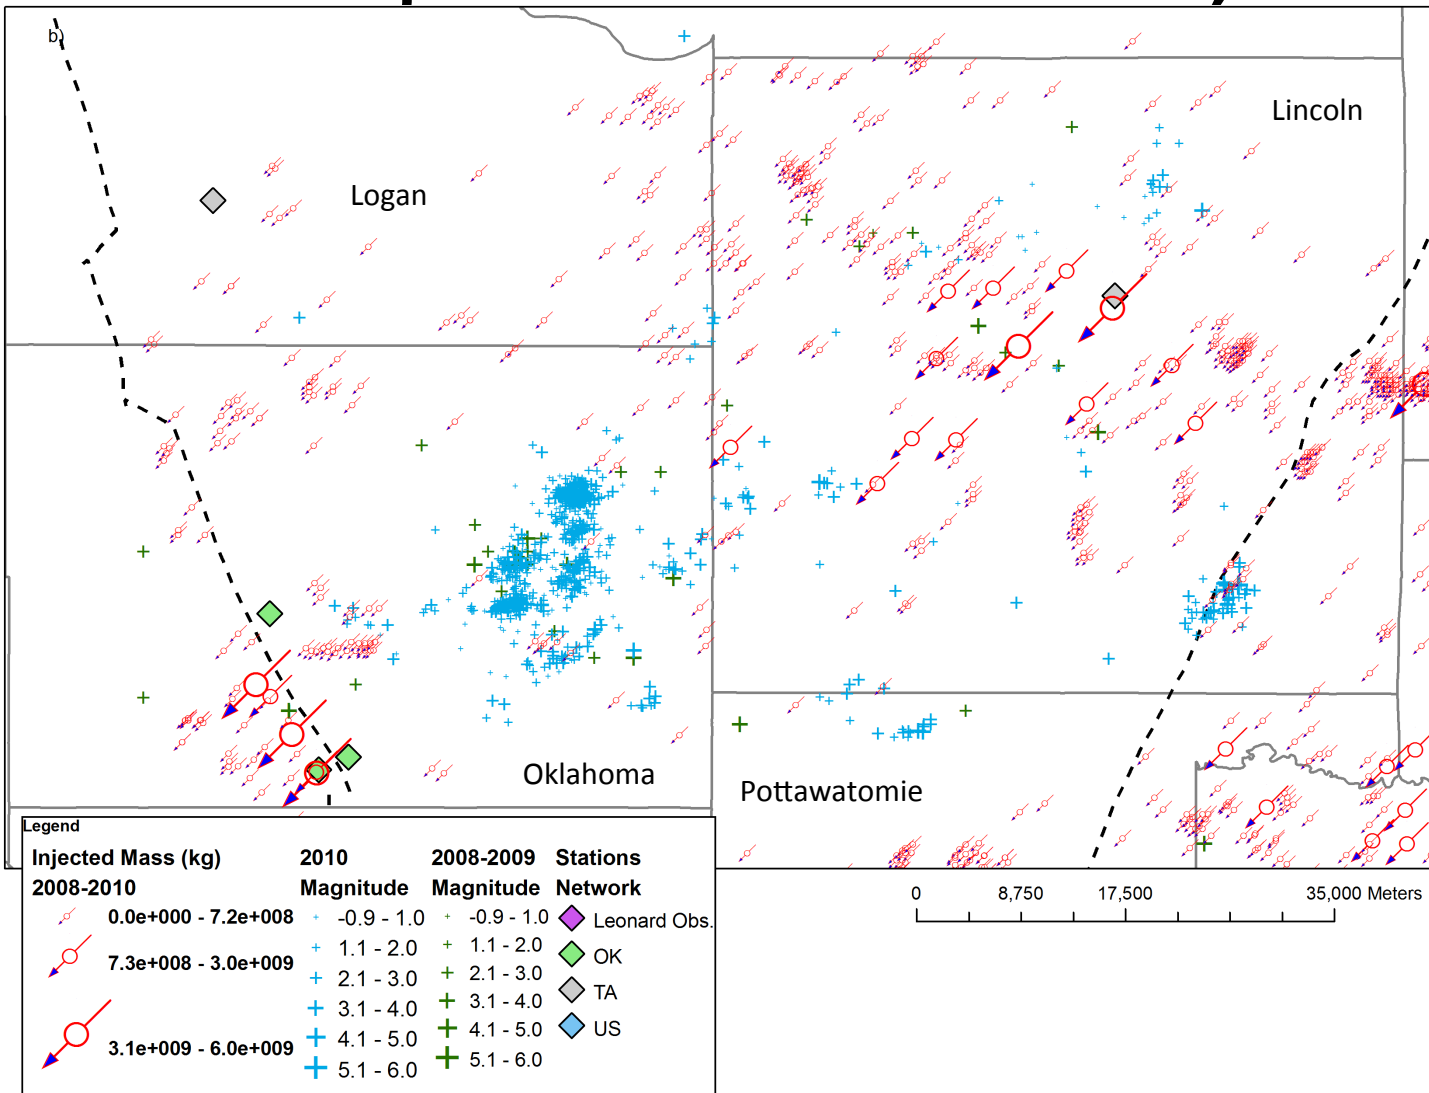 b)
Lincoln
Logan
Oklahoma
Pottawatomie
Legend
Injected Mass (kg)
2008-2010
0.0e+000 - 7.2e+008
7.3e+008 - 3.0e+009
3.1e+009 - 6.0e+009
2010
Magnitude
-0.9 - 1.0
1.1 - 2.0
2.1 - 3.0
3.1 - 4.0
4.1 - 5.0
5.1 - 6.0
2008-2009
Magnitude
-0.9 - 1.0
1.1 - 2.0
2.1 - 3.0
3.1 - 4.0
4.1 - 5.0
5.1 - 6.0
Stations
Network
Leonard Obs.
OK
TA
US
0 8,750 17,500 35,000 Meters